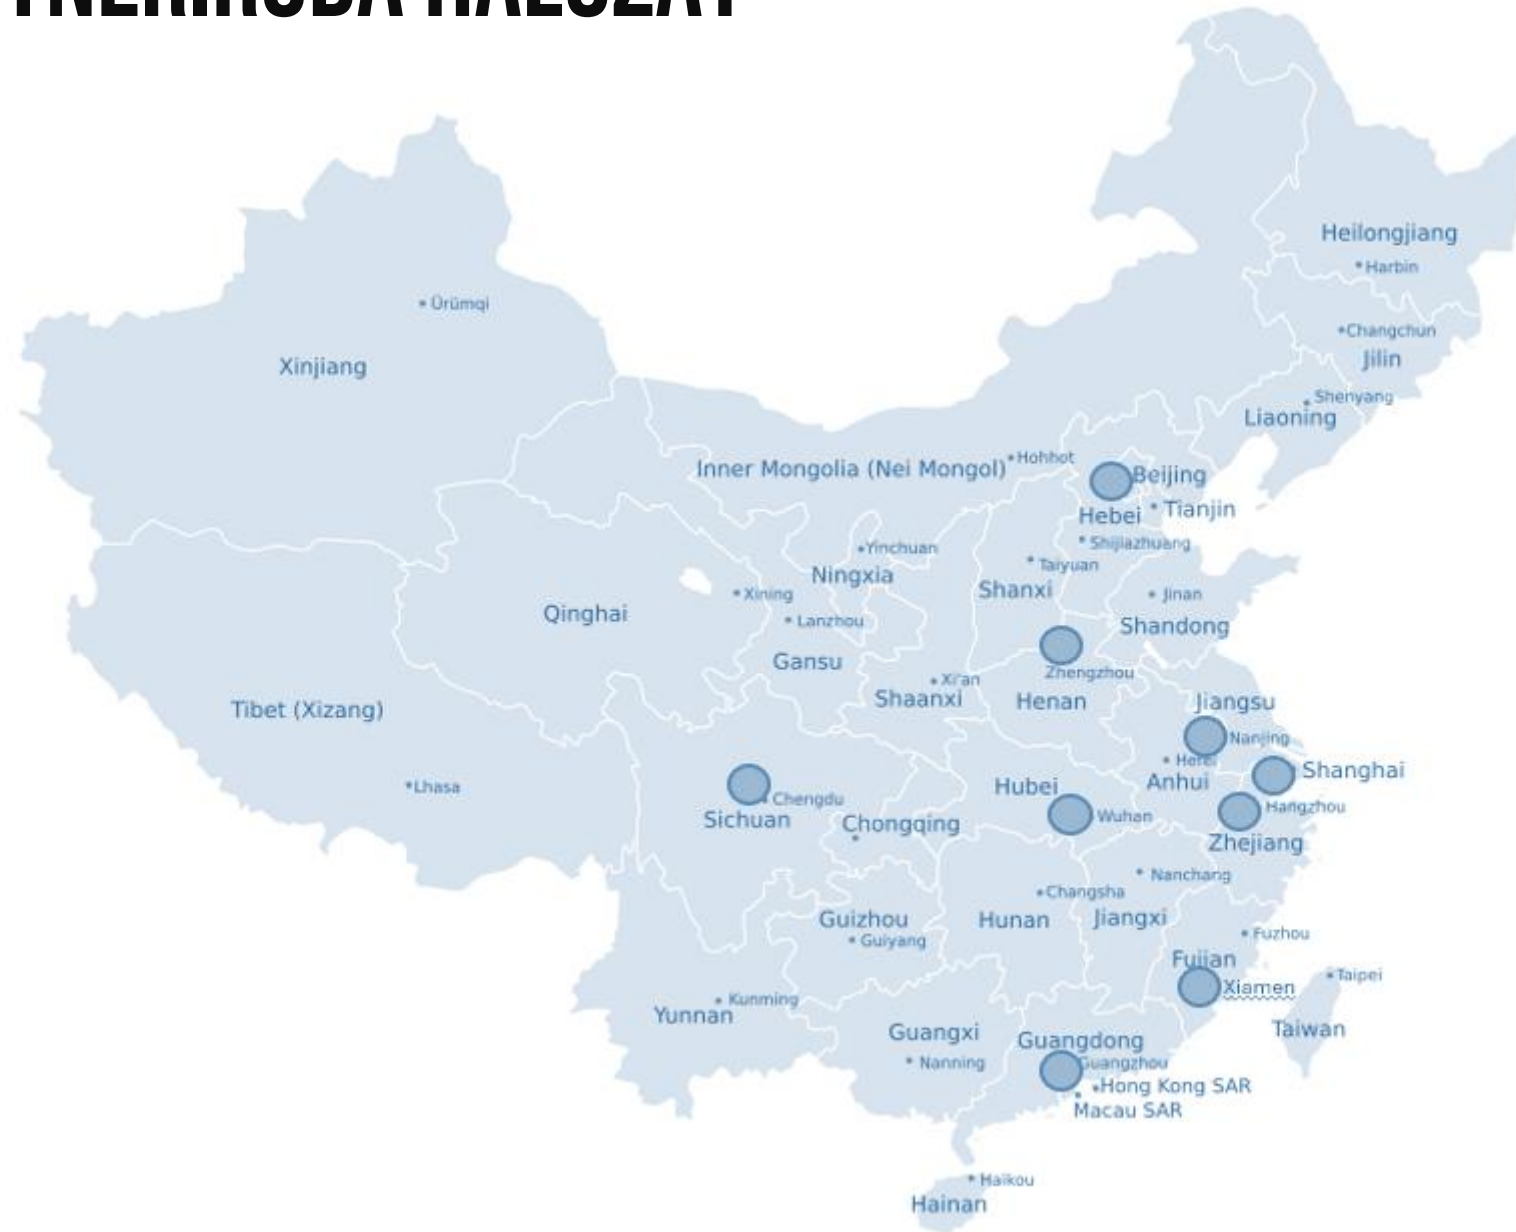 Heilongjiang
Harbin
Ürümqi
Changchun
Jilin
Xinjiang
Shenyang
Liaoning
Hohhot
Inner Mongolia (Nei Mongol)
Beijing
Tianjin
Hebei
Shijiazhuang
Yinchuan
Taiyuan
Ningxia
Shanxi
Xining
Jinan
Qinghai
Lanzhou
Shandong
Gansu
Zhengzhou
Xi'an
Shaanxi
Henan
Jiangsu
Tibet (Xizang)
Nanjing
Hefei
Shanghai
Anhui
Lhasa
Hubei
Chengdu
Hangzhou
Sichuan
Wuhan
Chongqing
Zhejiang
Nanchang
Changsha
Guizhou
Hunan
Jiangxi
Guiyang
Fuzhou
Fujian
Taipei
Xiamen
Kunming
Yunnan
Taiwan
Guangxi
Guangdong
Nanning
Guangzhou
Hong Kong SAR
Macau SAR
Haikou
Hainan